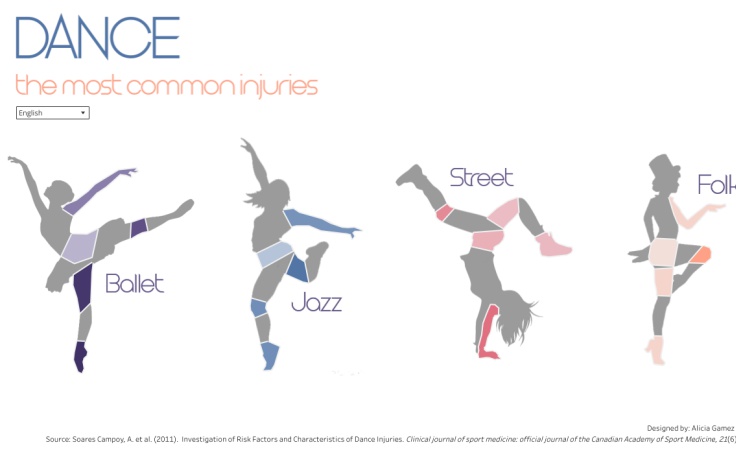 DANCE
the most common injuries
English
Street
Folk
Ballet
Jazz
Designed by: Alicia Gamez
Source: Soares Campoy, A. et al. (2011). Investigation of Risk Factors and Characteristics of Dance Injuries. Clinical journal of sport medicine: official journal of the Canadian Academy of Sport Medicine, 21(6)